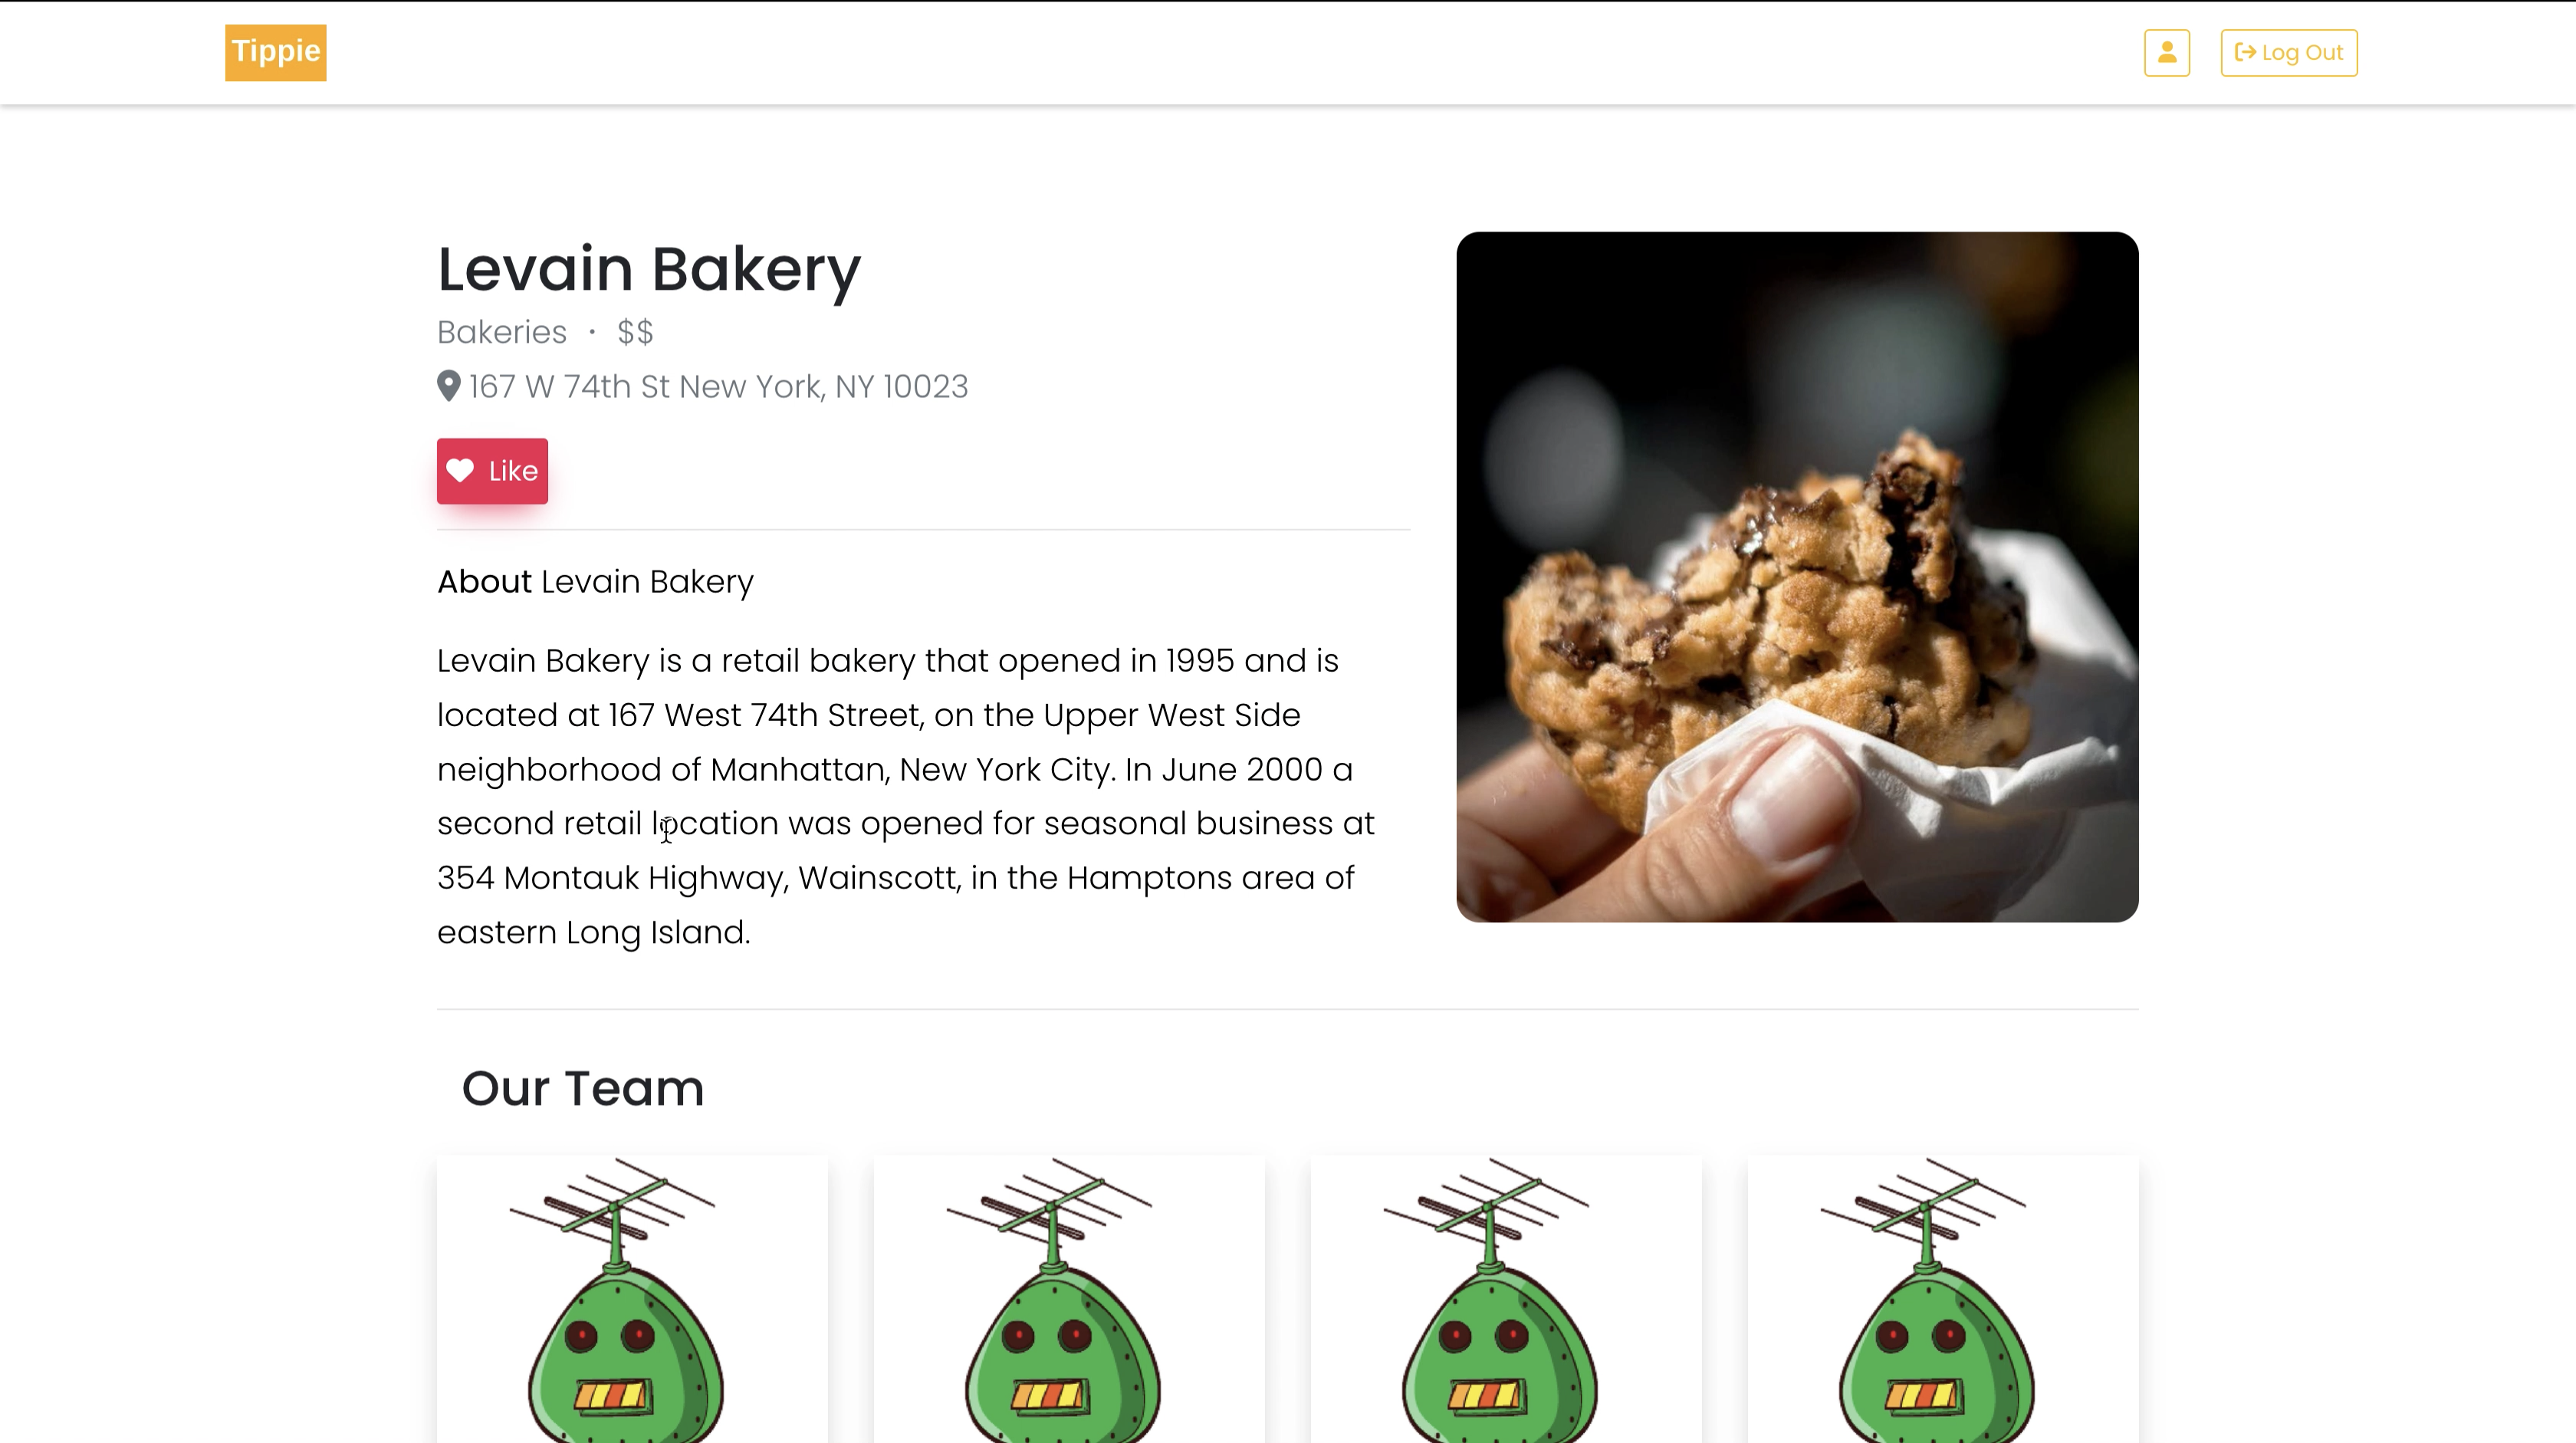 Tippie
Log Out
Levain Bakery
Bakeries · $$
167 W 74th St New York, NY 10023
Like
About Levain Bakery
Levain Bakery is a retail bakery that opened in 1995 and is
located at 167 West 74th Street, on the Upper West Side
neighborhood of Manhattan, New York City. In June 2000 a
second retail location was opened for seasonal business at
354 Montauk Highway, Wainscott, in the Hamptons area of
eastern Long Island.
Our Team